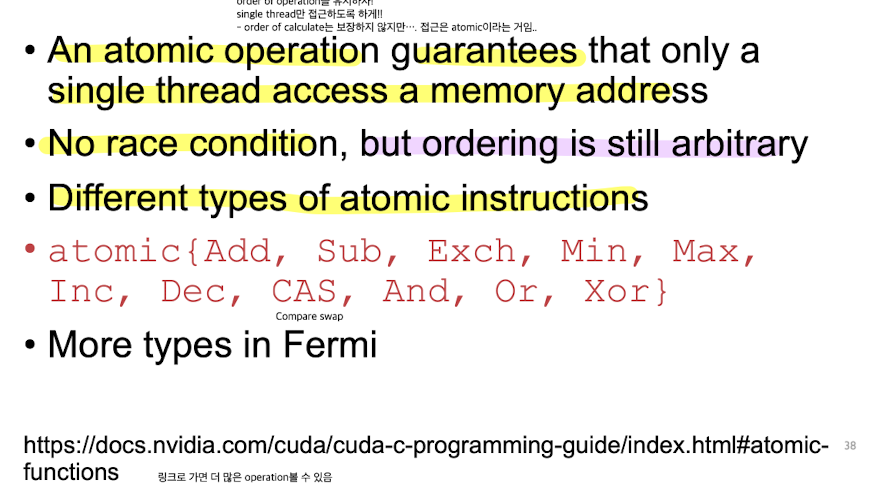 order of operation을 유지하자!
single thread만 접근하도록 하게!!
– order of calculate는 보장하지 않지만…. 접근은 atomic이라는 거임..
• An atomic operation guarantees that only a
single thread access a memory address
• No race condition, but ordering is still arbitrary
• Different types of atomic instructions
• atomic{Add, Sub, Exch, Min, Max,
Inc, Dec, CAS, And, Or, Xor}
Compare swap
• More types in Fermi
https://docs.nvidia.com/cuda/cuda-c-programming-guide/index.html#atomic-
38
functions
링크로 가면 더 많은 operation볼 수 있음